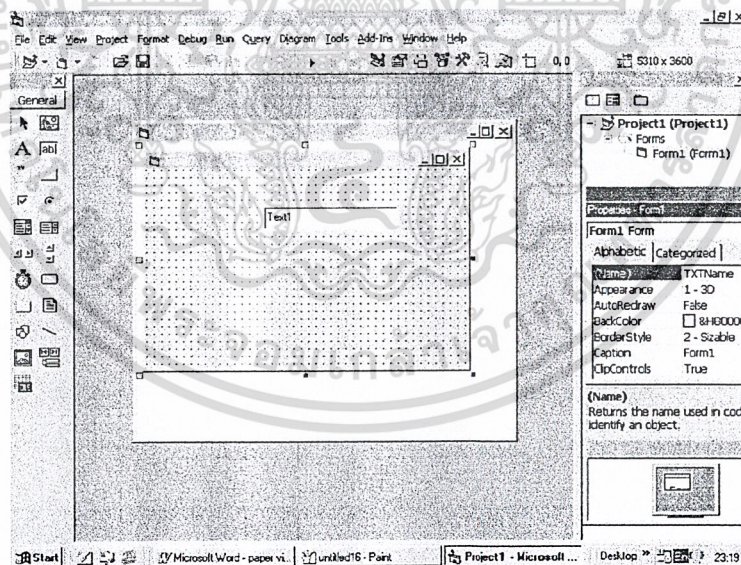 File Edit View Project Format Debug Run Query Diagram Tools Add-Ins Window Help
0, 0 5310 x 3600
General
Text1
Project1 (Project1)
Forms
Form1 (Form1)
Properties - Form1
Form1 Form
Alphabetic Categorized
(Name) TXTName
Appearance 1 - 3D
AutoRedraw False
BackColor
BorderStyle 2 - Sizable
Caption Form1
ClipControls True
(Name)
Returns the name used in cod
identify an object.
Start Microsoft Word - paper vi... untitled16 - Paint Project1 - Microsoft ... Desktop » 23:19